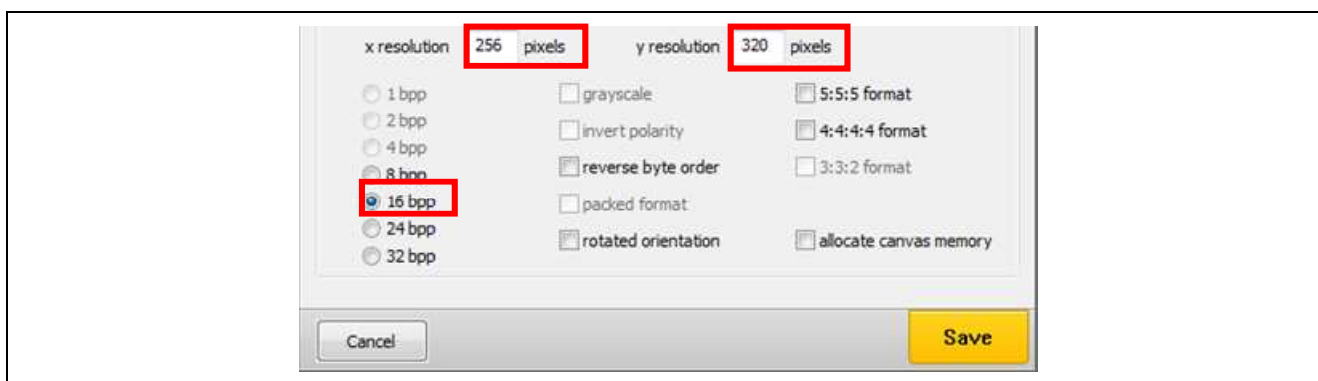 x resolution 256 pixels y resolution 320 pixels
1 bpp grayscale 5:5:5 format
2 bpp invert polarity 4:4:4:4 format
4 bpp
8 bpp reverse byte order 3:3:2 format
16 bpp packed format
24 bpp rotated orientation allocate canvas memory
32 bpp
Cancel Save